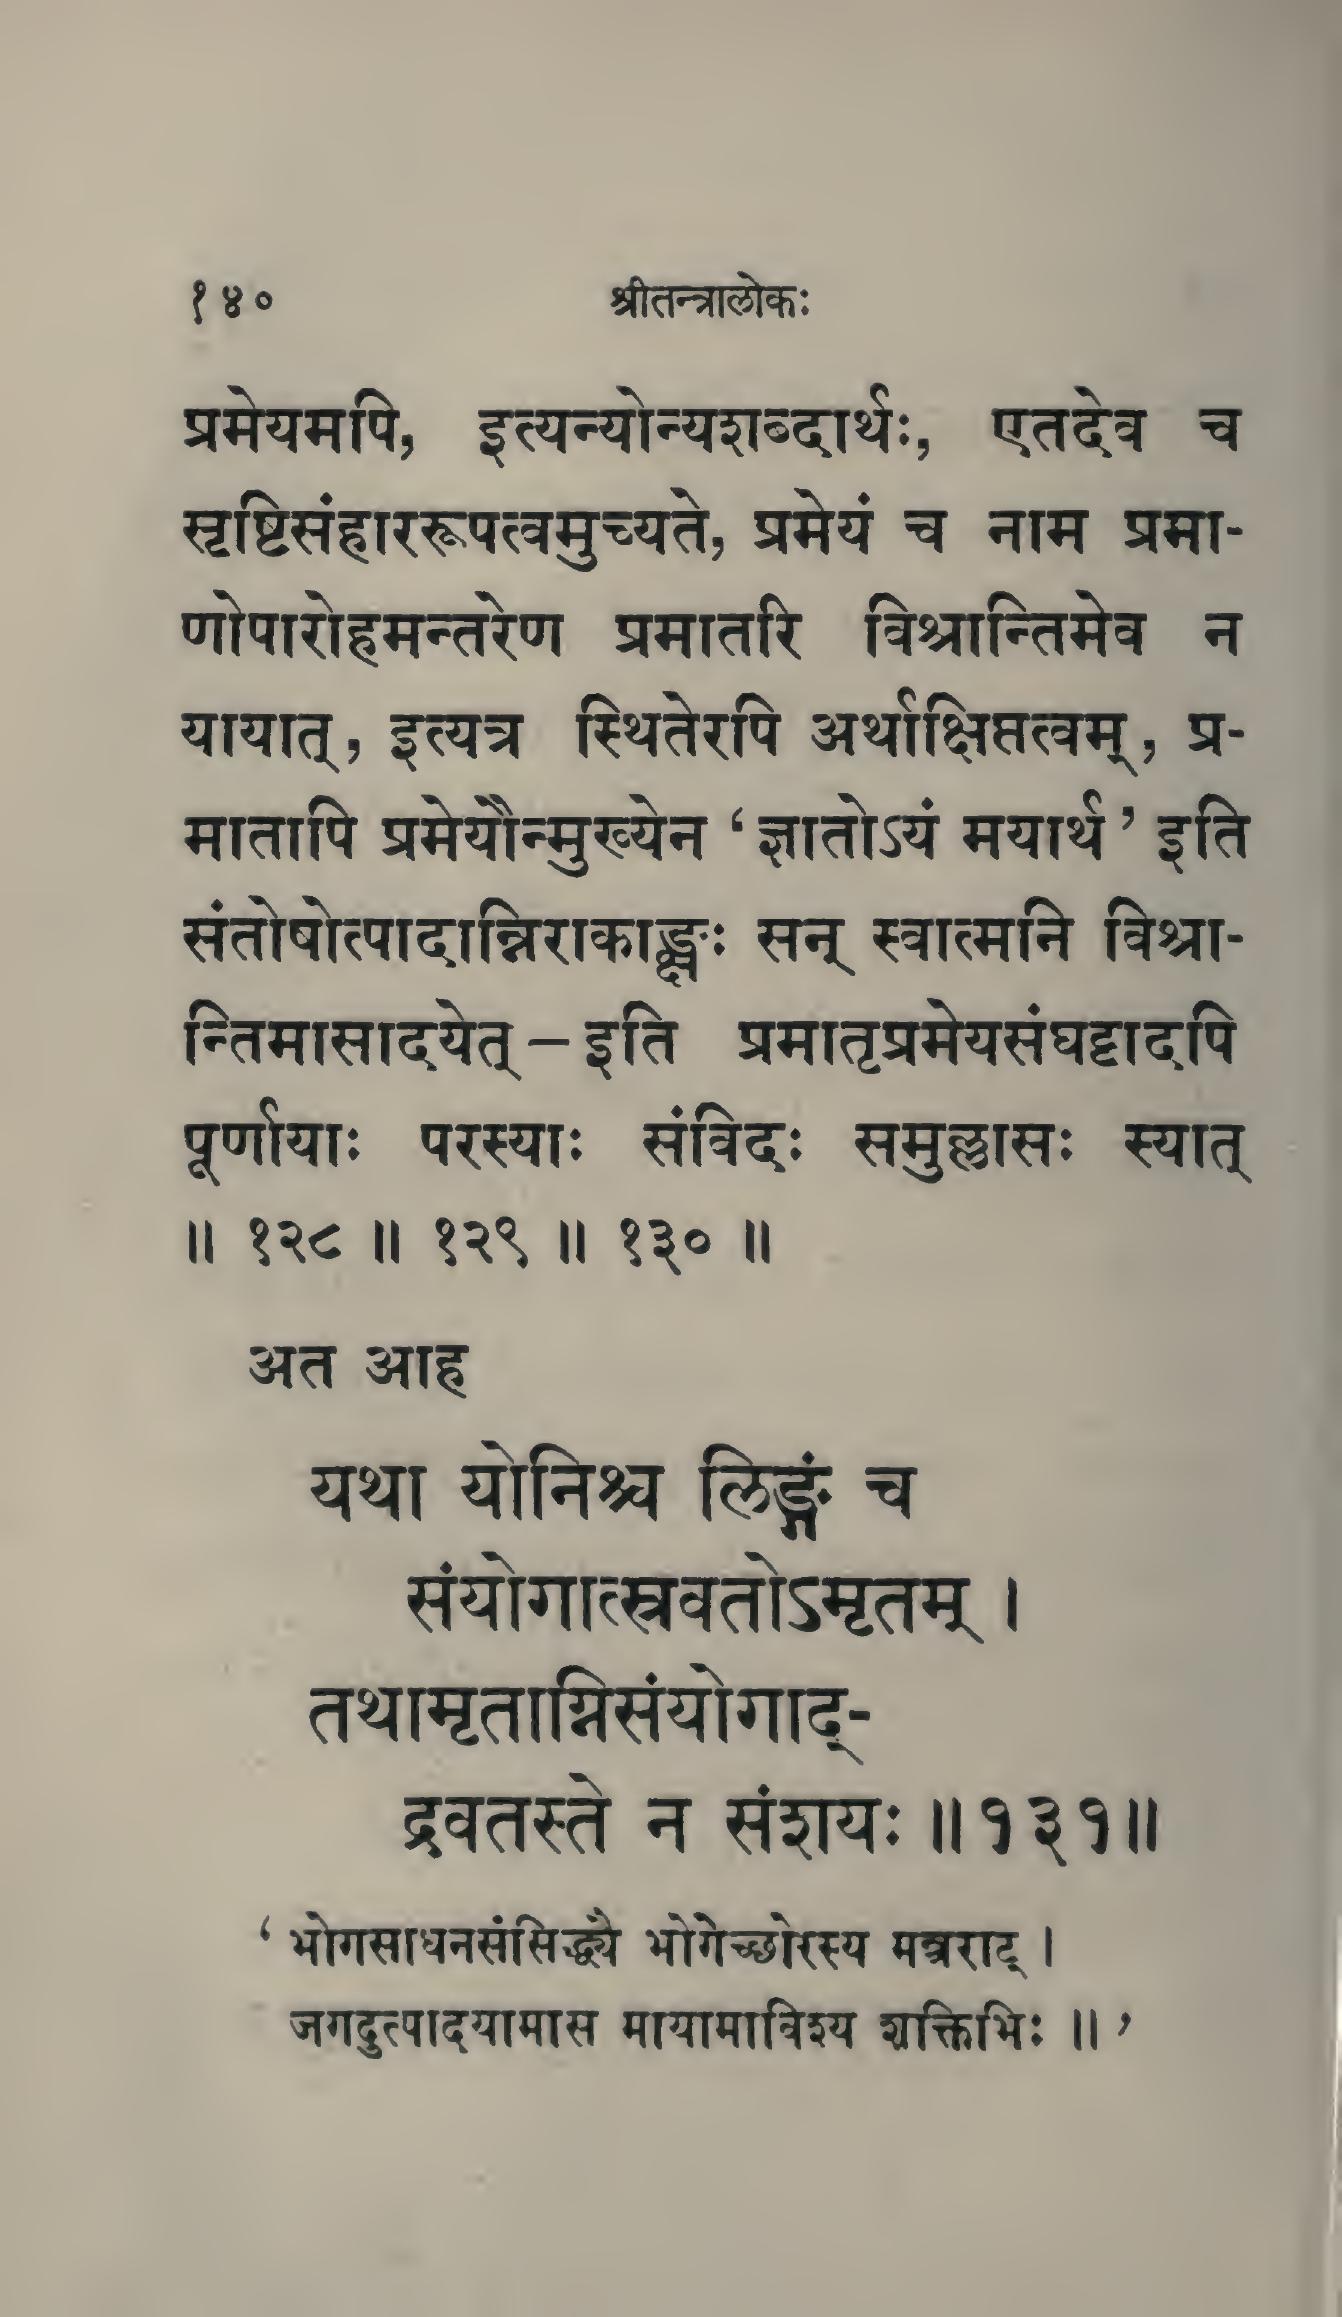 १४० श्रीतन्त्रालोकः
प्रमेयमपि, इत्यन्योन्यशब्दार्थः, एतदेव च
सृष्टिसंहाररूपत्वमुच्यते, प्रमेयं च नाम प्रमा-
णोपारोहमन्तरेण प्रमातरि विश्रान्तिमेव न
यायात्, इत्यत्र स्थितेरपि अर्थाक्षिप्तत्वम्, प्र-
मातापि प्रमेयौन्मुख्येन ‘ज्ञातोऽयं मयार्थ’ इति
संतोषोत्पादान्निराकाङ्क्षः सन् स्वात्मनि विश्रा-
न्तिमासादयेत् – इति प्रमातृप्रमेयसंघट्टादपि
पूर्णायाः परस्याः संविदः समुल्लासः स्यात्
॥ १२८ ॥ १२९ ॥ १३० ॥
अत आह
यथा योनिश्च लिङ्गं च
संयोगात्स्रवतोऽमृतम् ।
तथामृताग्निसंयोगाद्-
द्रवतस्ते न संशयः ॥१३१॥
‘ भोगसाधनसंसिद्ध्यै भोगेच्छोरस्य मन्त्रराट् ।
जगदुत्पादयामास मायामाविश्य शक्तिभिः ॥ ’